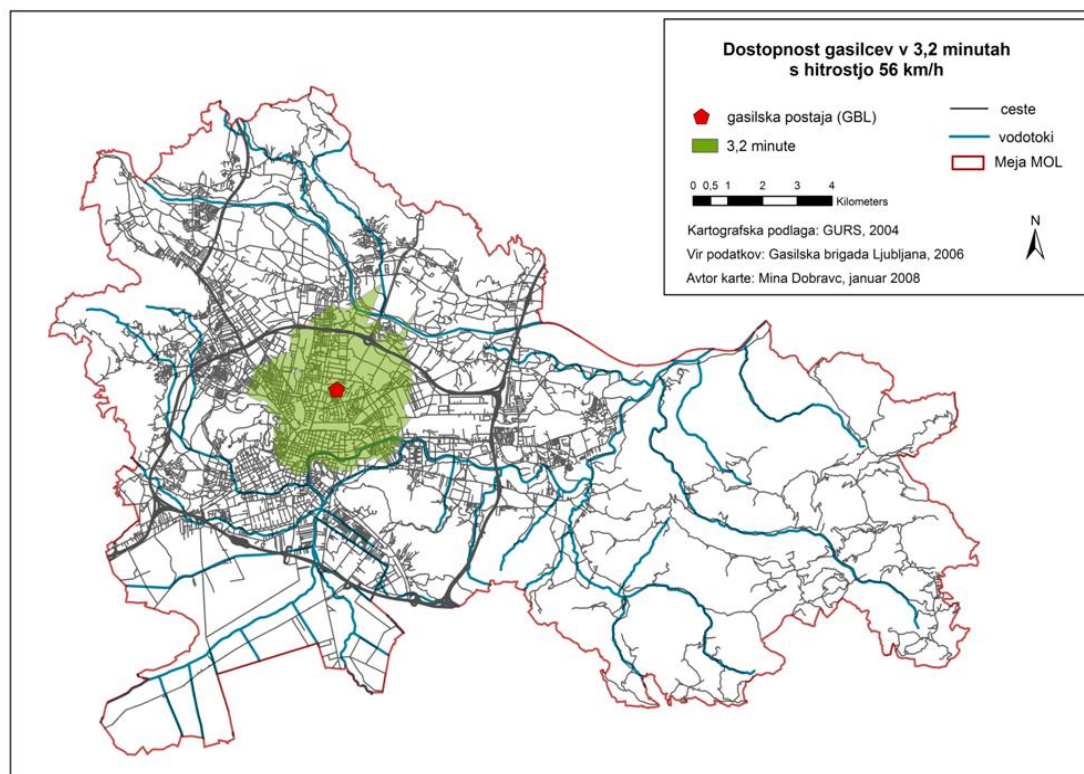 Dostopnost gasilcev v 3,2 minutah
s hitrostjo 56 km/h
gasilska postaja (GBL)
3,2 minute
ceste
vodotoki
Meja MOL
0 0,5 1 2 3 4
Kilometers
Kartografska podlaga: GURS, 2004
Vir podatkov: Gasilska brigada Ljubljana, 2006
Avtor karte: Mina Dobravc, januar 2008
N